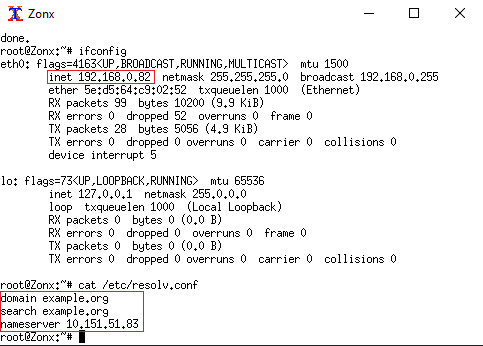 Zonx
done.
root@Zonx:~# ifconfig
eth0: flags=4163<UP,BROADCAST,RUNNING,MULTICAST>  mtu 1500
        inet 192.168.0.82  netmask 255.255.255.0  broadcast 192.168.0.255
        ether 5e:d5:64:c9:02:52  txqueuelen 1000  (Ethernet)
        RX packets 99  bytes 10200 (9.9 KiB)
        RX errors 0  dropped 52  overruns 0  frame 0
        TX packets 28  bytes 5056 (4.9 KiB)
        TX errors 0  dropped 0 overruns 0  carrier 0  collisions 0
        device interrupt 5

lo: flags=73<UP,LOOPBACK,RUNNING>  mtu 65536
        inet 127.0.0.1  netmask 255.0.0.0
        loop  txqueuelen 1000  (Local Loopback)
        RX packets 0  bytes 0 (0.0 B)
        RX errors 0  dropped 0  overruns 0  frame 0
        TX packets 0  bytes 0 (0.0 B)
        TX errors 0  dropped 0 overruns 0  carrier 0  collisions 0

root@Zonx:~# cat /etc/resolv.conf
domain example.org
search example.org
nameserver 10.151.51.83
root@Zonx:~#